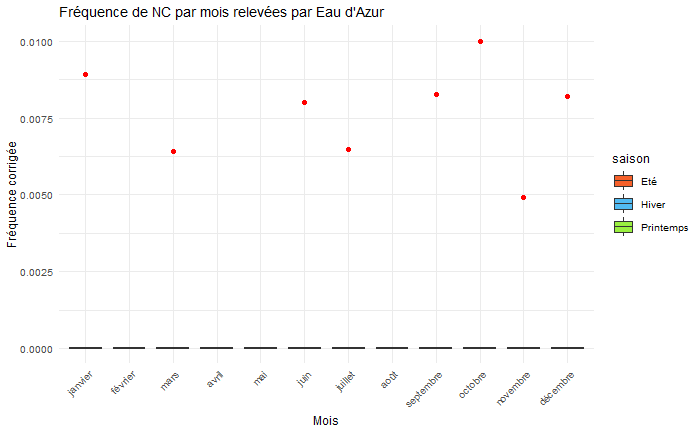 Fréquence de NC par mois relevées par Eau d'Azur
Fréquence corrigée
0.0100
0.0075
0.0050
0.0025
0.0000
janvier
février
mars
avril
mai
juin
juillet
août
septembre
octobre
novembre
décembre
Mois
saison
Eté
Hiver
Printemps